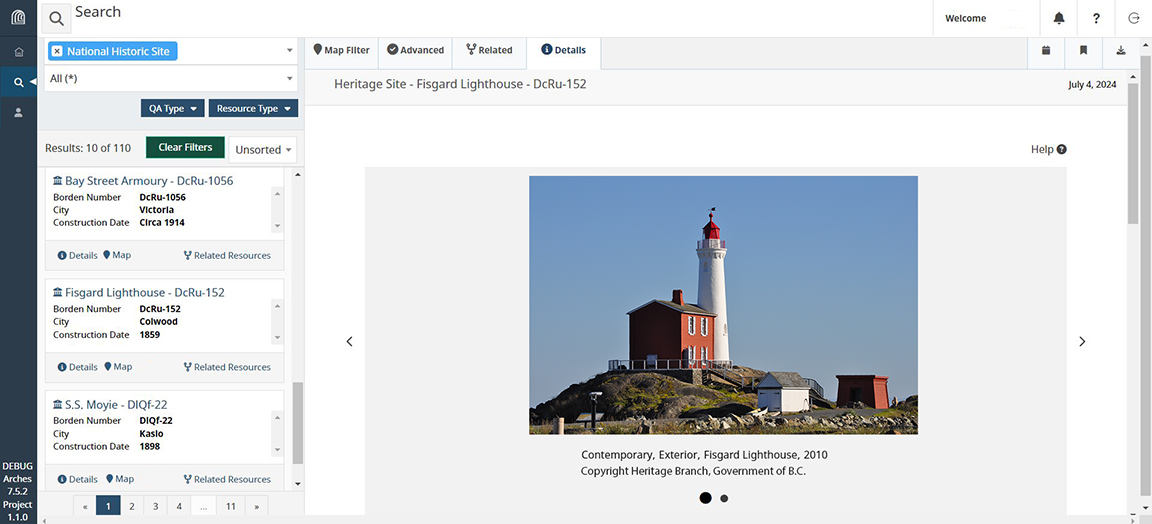 Search
Welcome
?
× National Historic Site
All (*)
QA Type
Resource Type
Results: 10 of 110
Clear Filters
Unsorted
Bay Street Armoury - DcRu-1056
Borden Number DcRu-1056
City Victoria
Construction Date Circa 1914
Details Map Related Resources
Fisgard Lighthouse - DcRu-152
Borden Number DcRu-152
City Colwood
Construction Date 1859
Details Map Related Resources
S.S. Moyie - DlQf-22
Borden Number DlQf-22
City Kaslo
Construction Date 1898
Details Map Related Resources
« 1 2 3 4 ... 11 »
DEBUG
Arches
7.5.2
Project
1.1.0
Map Filter Advanced Related Details
Heritage Site - Fisgard Lighthouse - DcRu-152
July 4, 2024
Help ?
Contemporary, Exterior, Fisgard Lighthouse, 2010
Copyright Heritage Branch, Government of B.C.